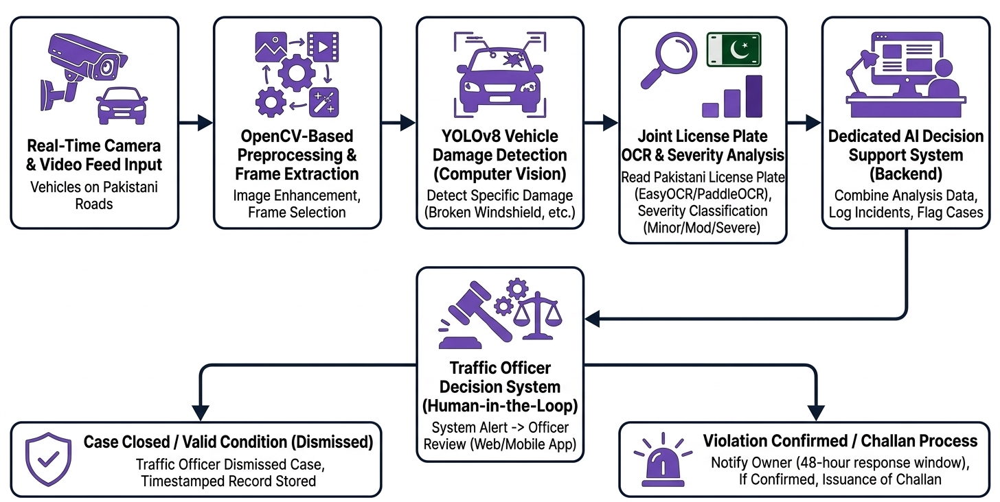 Real-Time Camera
& Video Feed Input
Vehicles on Pakistani
Roads
OpenCV-Based
Preprocessing &
Frame Extraction
Image Enhancement,
Frame Selection
YOLOv8 Vehicle
Damage Detection
(Computer Vision)
Detect Specific Damage
(Broken Windshield, etc.)
Joint License Plate
OCR & Severity Analysis
Read Pakistani License Plate
(EasyOCR/PaddleOCR),
Severity Classification
(Minor/Mod/Severe)
Dedicated AI Decision
Support System
(Backend)
Combine Analysis Data,
Log Incidents, Flag Cases
Traffic Officer
Decision System
(Human-in-the-Loop)
System Alert -> Officer
Review (Web/Mobile App)
Case Closed / Valid Condition (Dismissed)
Traffic Officer Dismissed Case,
Timestamped Record Stored
Violation Confirmed / Challan Process
Notify Owner (48-hour response window),
If Confirmed, Issuance of Challan